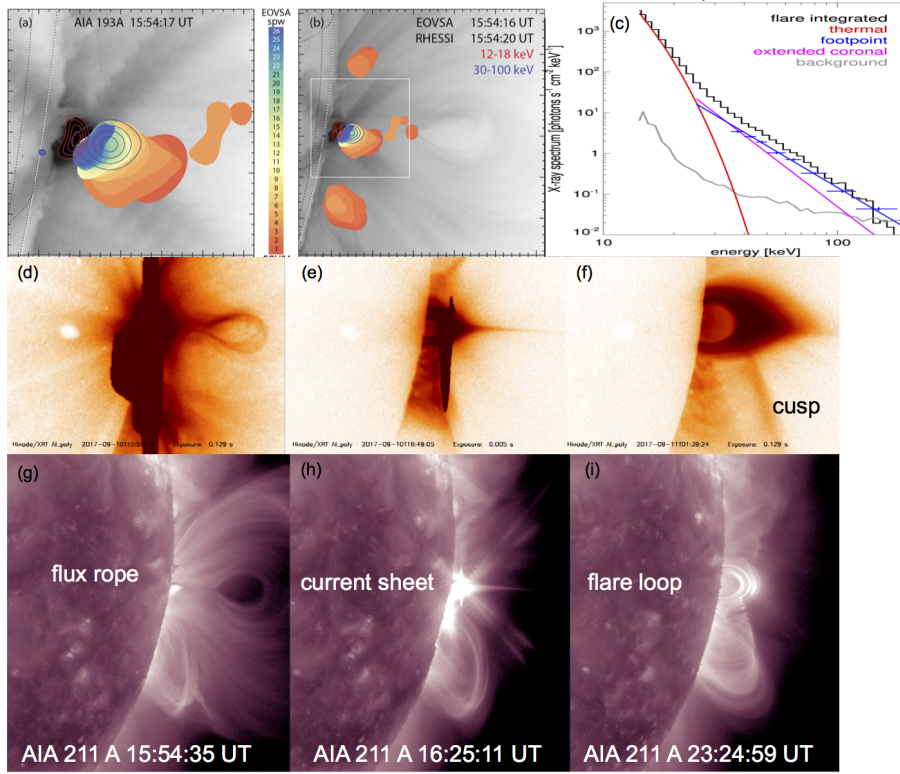 (a) AIA 193A 15:54:17 UT
EOVSA
spw
26
25
24
23
22
21
20
19
18
17
16
15
14
13
12
11
10
9
8
7
6
5
4
3
2
1
(b) EOVSA 15:54:16 UT
RHESSI 15:54:20 UT
12-18 keV
30-100 keV
(c)
flare integrated
thermal
footpoint
extended coronal
background
X-ray spectrum [photons s⁻¹ cm⁻² keV⁻¹]
10³
10²
10¹
1
10⁻¹
10⁻²
10 100
energy [keV]
(d)
Hinode/XRT Al_poly
Exposure: 0.129 s
(e)
Hinode/XRT Al_poly 2017-09-10T16:49:05 Exposure: 0.005 s
(f)
cusp
Hinode/XRT Al_poly 2017-09-11T01:39:24 Exposure: 0.129 s
(g)
flux rope
AIA 211 A 15:54:35 UT
(h)
current sheet
AIA 211 A 16:25:11 UT
(i)
flare loop
AIA 211 A 23:24:59 UT